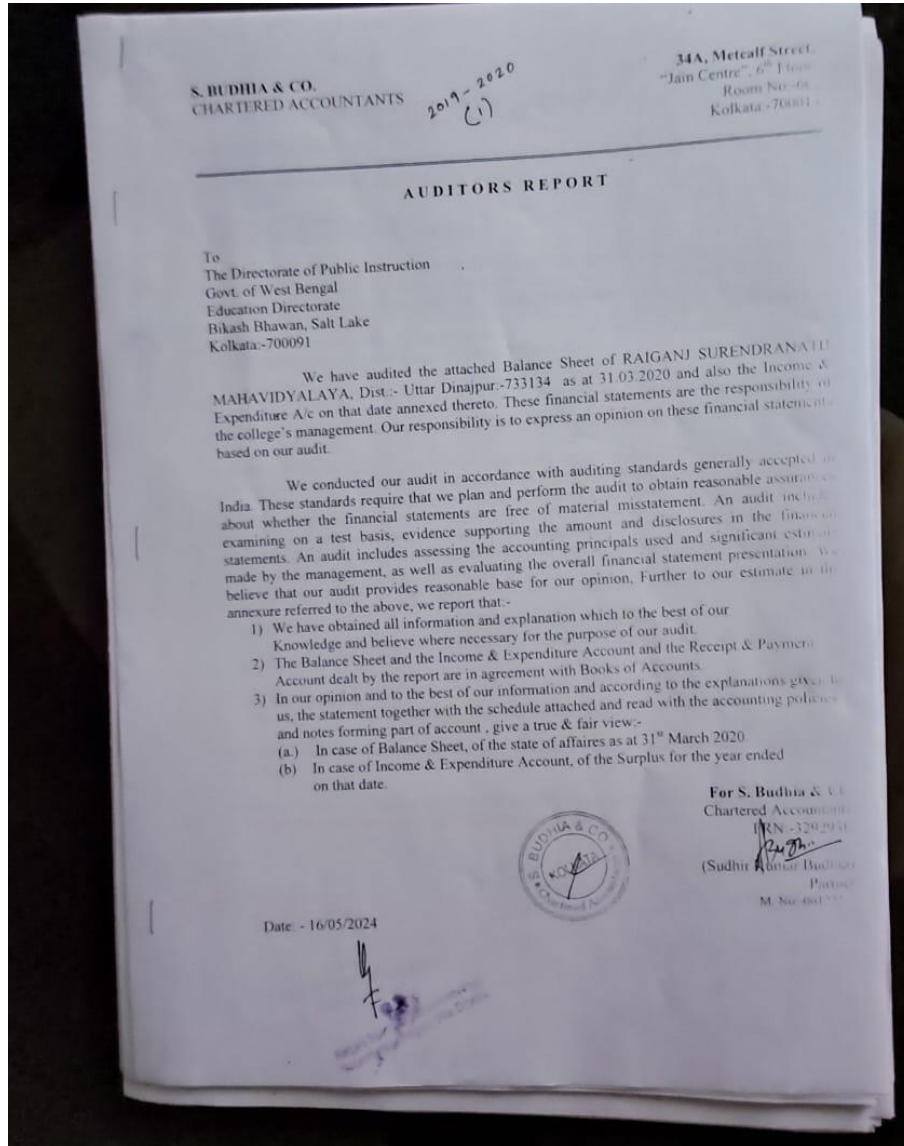 S. BUDHIA & CO.
CHARTERED ACCOUNTANTS
2019 - 2020
(1)
34A, Metcalf Street,
"Jain Centre", 6th
Room No
Kolkata
AUDITORS REPORT
To
The Directorate of Public Instruction
Govt. of West Bengal
Education Directorate
Bikash Bhawan, Salt Lake
Kolkata:-700091
We have audited the attached Balance Sheet of RAIGANJ SURENDRANATH
MAHAVIDYALAYA, Dist.:- Uttar Dinajpur:-733134 as at 31.03.2020 and also the Income &
Expenditure A/c on that date annexed thereto. These financial statements are the responsibility of
the college's management. Our responsibility is to express an opinion on these financial statements
based on our audit.
We conducted our audit in accordance with auditing standards generally accepted in
India. These standards require that we plan and perform the audit to obtain reasonable assurance
about whether the financial statements are free of material misstatement. An audit includes
examining on a test basis, evidence supporting the amount and disclosures in the financial
statements. An audit includes assessing the accounting principals used and significant estimates
made by the management, as well as evaluating the overall financial statement presentation. We
believe that our audit provides reasonable base for our opinion, Further to our estimate in the
annexure referred to the above, we report that:-
1) We have obtained all information and explanation which to the best of our
Knowledge and believe where necessary for the purpose of our audit.
2) The Balance Sheet and the Income & Expenditure Account and the Receipt & Payment
Account dealt by the report are in agreement with Books of Accounts.
3) In our opinion and to the best of our information and according to the explanations given to
us, the statement together with the schedule attached and read with the accounting policies
and notes forming part of account , give a true & fair view:-
(a.) In case of Balance Sheet, of the state of affaires as at 31st March 2020
(b) In case of Income & Expenditure Account, of the Surplus for the year ended
on that date.
For S. Budhia & Co
Chartered Accountants
(Sudhir Kumar Budhia)
Partner
M. No
S. BUDHIA & CO
KOLKATA
Chartered Accountants
Date: - 16/05/2024